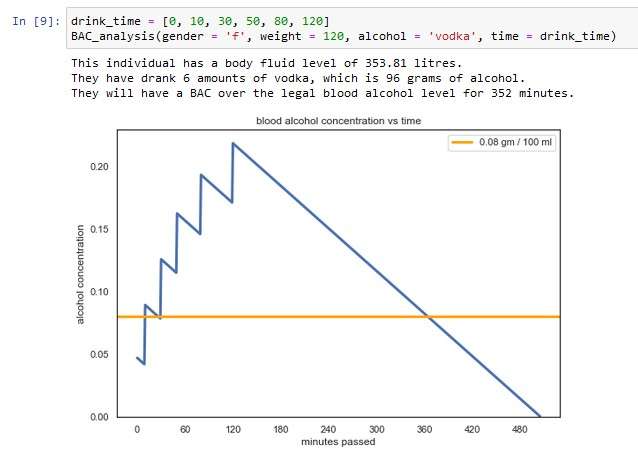 In [9]: drink_time = [0, 10, 30, 50, 80, 120]
BAC_analysis(gender = 'f', weight = 120, alcohol = 'vodka', time = drink_time)
This individual has a body fluid level of 353.81 litres.
They have drank 6 amounts of vodka, which is 96 grams of alcohol.
They will have a BAC over the legal blood alcohol level for 352 minutes.
blood alcohol concentration vs time
0.08 gm / 100 ml
alcohol concentration
0.20
0.15
0.10
0.05
0.00
0 60 120 180 240 300 360 420 480
minutes passed